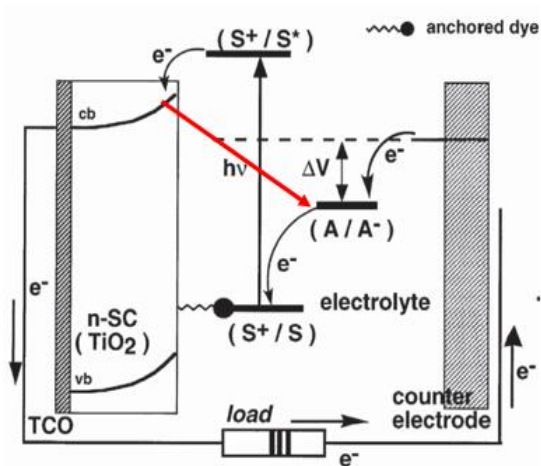 (S+/S*)
anchored dye
e-
cb
e-
hν
ΔV
(A/A-)
e-
e-
electrolyte
n-SC
(TiO2)
(S+/S)
vb
e-
counter
electrode
TCO
load
e-